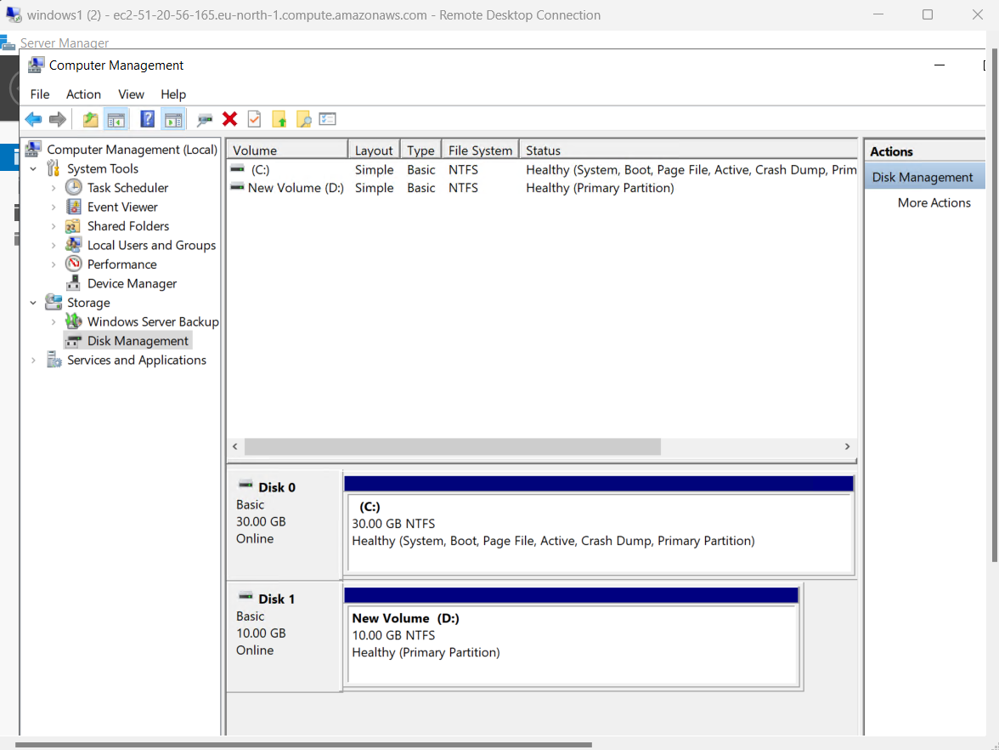 windows1 (2) - ec2-51-20-56-165.eu-north-1.compute.amazonaws.com - Remote Desktop Connection
Server Manager
Computer Management
File Action View Help
Computer Management (Local)
System Tools
Task Scheduler
Event Viewer
Shared Folders
Local Users and Groups
Performance
Device Manager
Storage
Windows Server Backup
Disk Management
Services and Applications
Volume Layout Type File System Status
(C:) Simple Basic NTFS Healthy (System, Boot, Page File, Active, Crash Dump, Prim
New Volume (D:) Simple Basic NTFS Healthy (Primary Partition)
Disk 0
Basic
30.00 GB
Online
(C:)
30.00 GB NTFS
Healthy (System, Boot, Page File, Active, Crash Dump, Primary Partition)
Disk 1
Basic
10.00 GB
Online
New Volume (D:)
10.00 GB NTFS
Healthy (Primary Partition)
Actions
Disk Management
More Actions